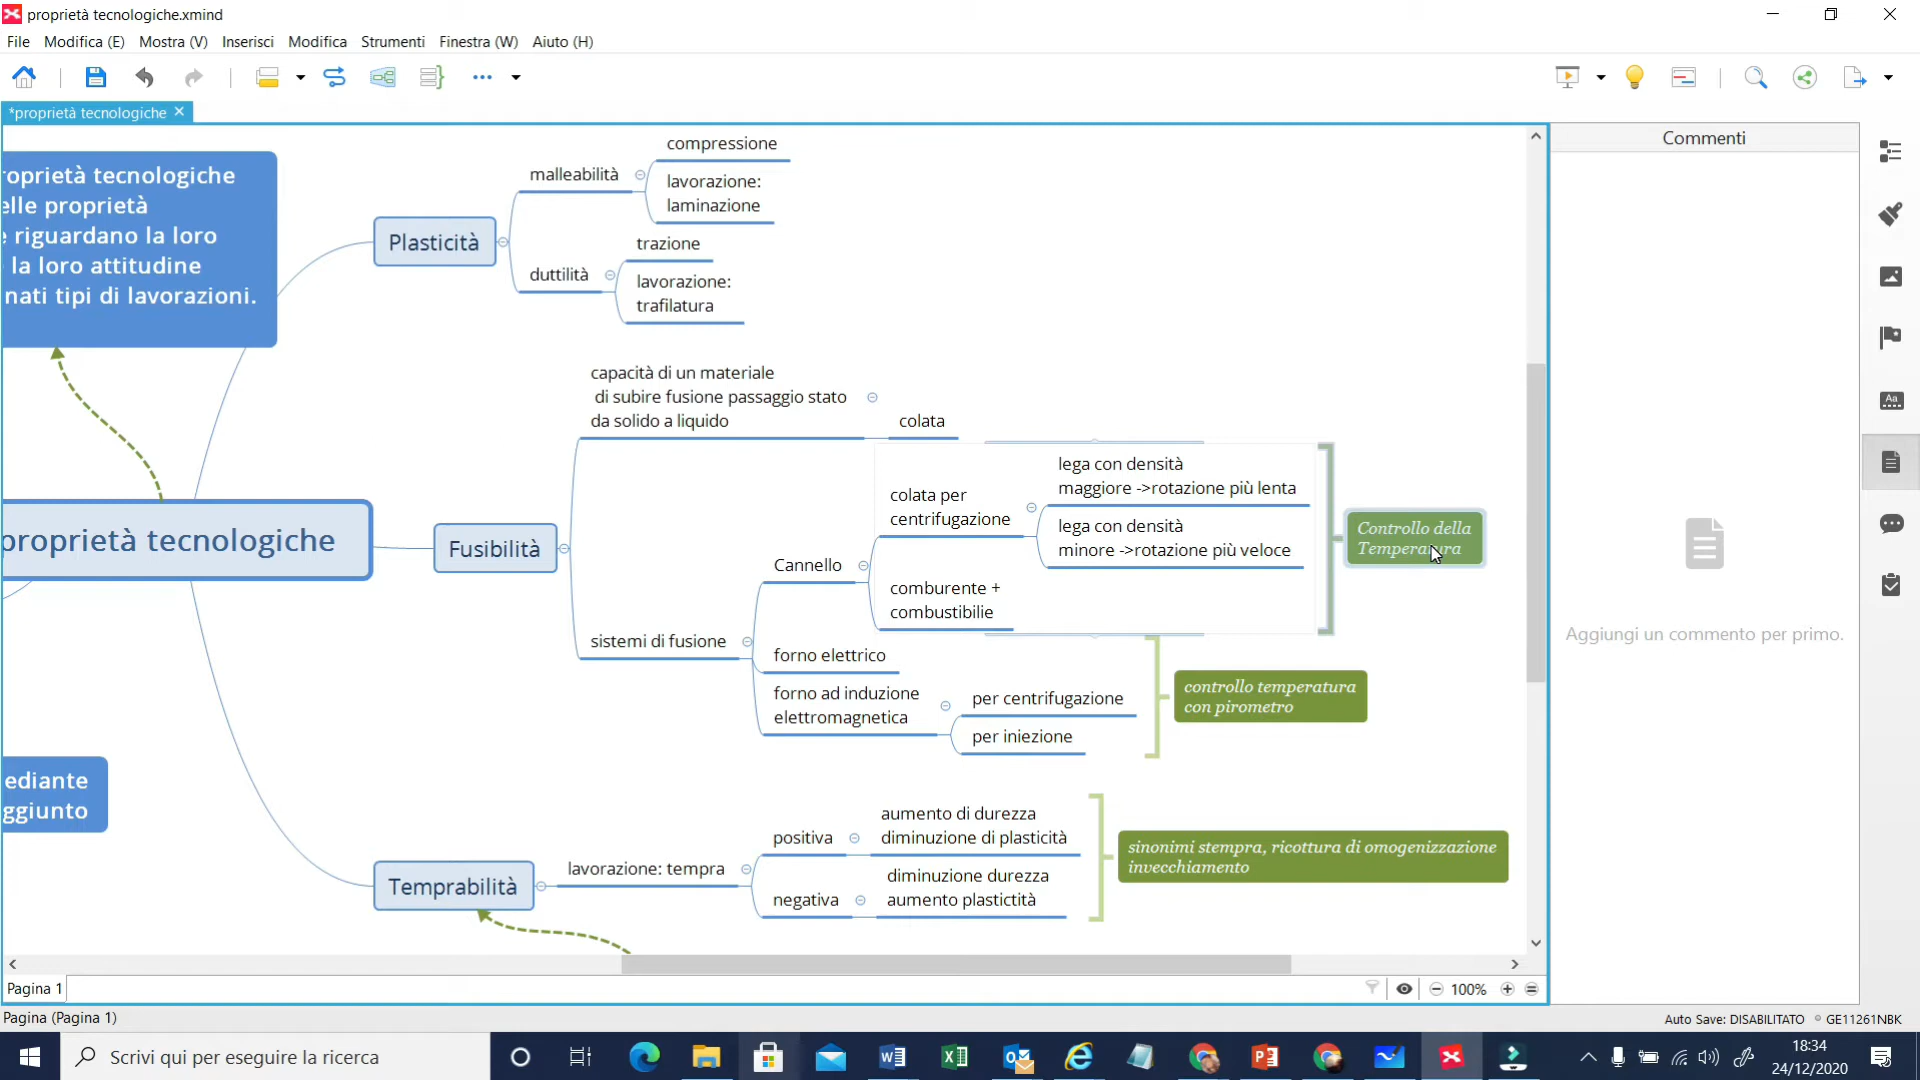 proprietà tecnologiche.xmind
File Modifica (E) Mostra (V) Inserisci Modifica Strumenti Finestra (W) Aiuto (H)
*proprietà tecnologiche
Commenti
roprietà tecnologiche
elle proprietà
e riguardano la loro
la loro attitudine
nati tipi di lavorazioni.
Plasticità
malleabilità
compressione
lavorazione:
laminazione
duttilità
trazione
lavorazione:
trafilatura
proprietà tecnologiche
Fusibilità
capacità di un materiale
di subire fusione passaggio stato
da solido a liquido
colata
sistemi di fusione
Cannello
colata per
centrifugazione
lega con densità
maggiore ->rotazione più lenta
lega con densità
minore ->rotazione più veloce
comburente +
combustibilie
Controllo della
Temperatura
forno elettrico
forno ad induzione
elettromagnetica
per centrifugazione
per iniezione
controllo temperatura
con pirometro
ediante
ggiunto
Temprabilità
lavorazione: tempra
positiva
aumento di durezza
diminuzione di plasticità
negativa
diminuzione durezza
aumento plastictità
sinonimi stempra, ricottura di omogenizzazione
invecchiamento
Aggiungi un commento per primo.
Pagina 1
100%
Pagina (Pagina 1)
Auto Save: DISABILITATO
GE11261NBK
Scrivi qui per eseguire la ricerca
18:34
24/12/2020